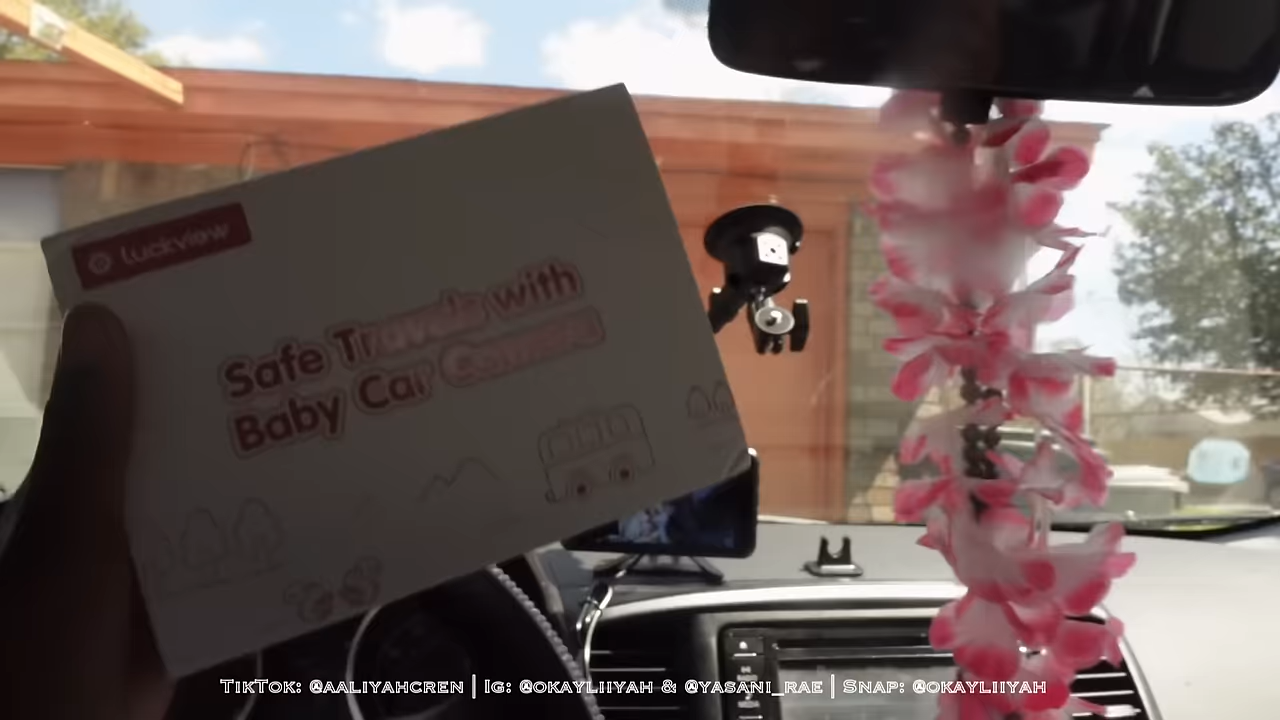 Luckview
Safe Travels with
Baby Car Camera
TikTok: @aaliyahcren | Ig: @okayliiyah & @yasani_rae | Snap: @okayliiyah